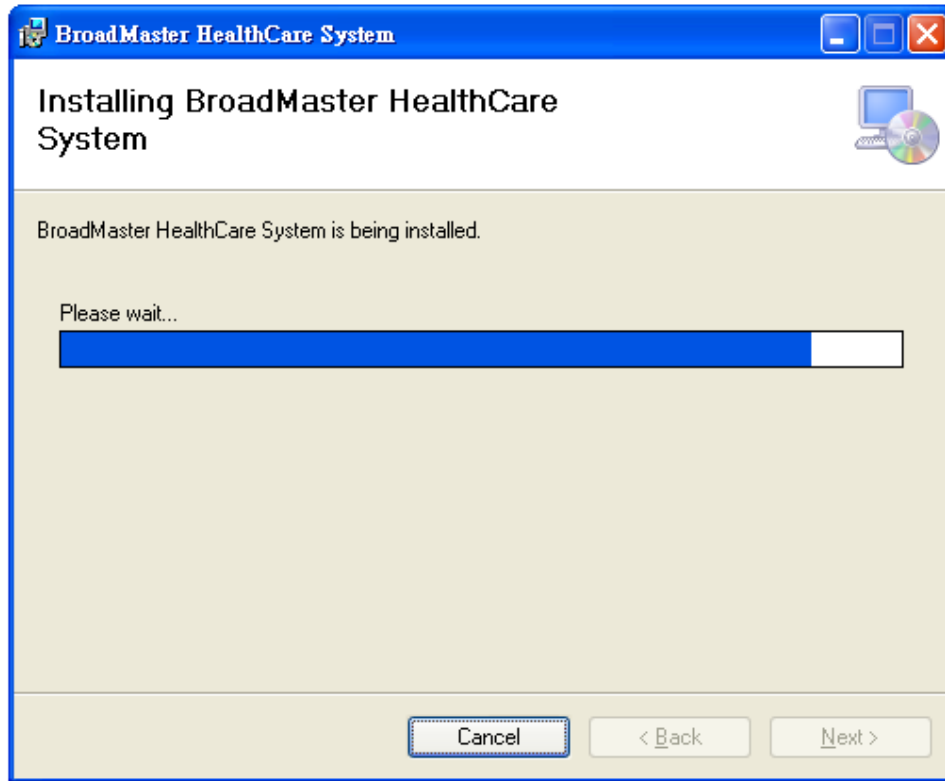 BroadMaster HealthCare System
Installing BroadMaster HealthCare
System
BroadMaster HealthCare System is being installed.
Please wait...
Cancel
< Back
Next >